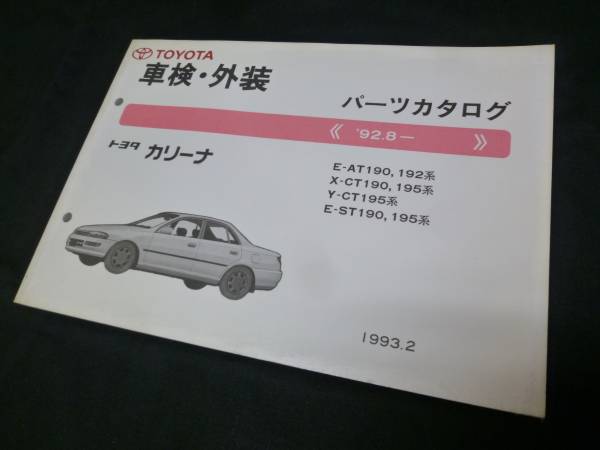 TOYOTA
車検・外装
パーツカタログ
《 '92.8— 》
トヨタ カリーナ
E-AT190, 192系
X-CT190, 195系
Y-CT195系
E-ST190, 195系
1993.2